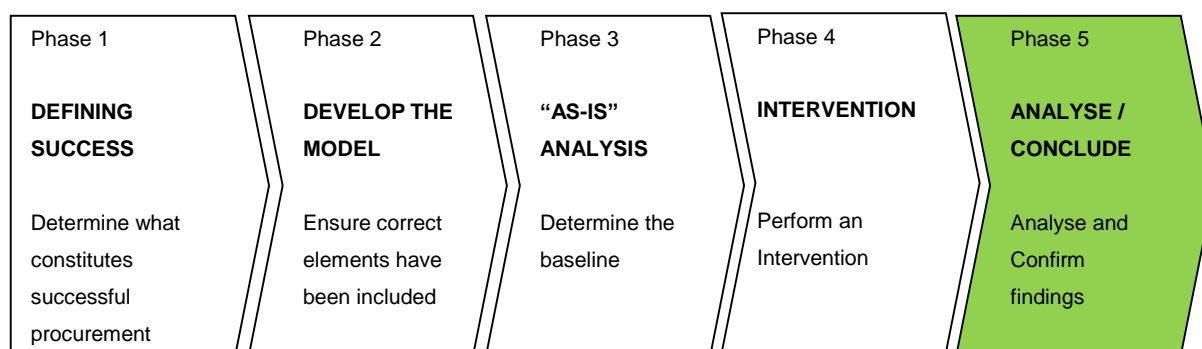 Phase 1
DEFINING
SUCCESS
Determine what
constitutes
successful
procurement
Phase 2
DEVELOP THE
MODEL
Ensure correct
elements have
been included
Phase 3
“AS-IS”
ANALYSIS
Determine the
baseline
Phase 4
INTERVENTION
Perform an
Intervention
Phase 5
ANALYSE /
CONCLUDE
Analyse and
Confirm
findings